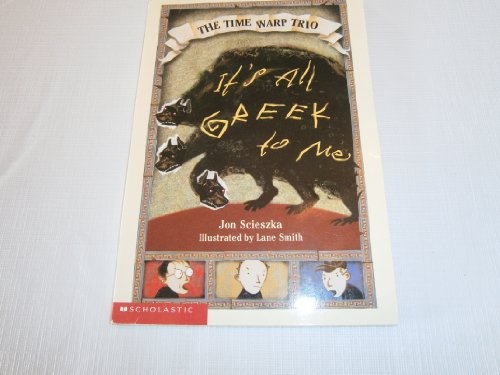 THE TIME WARP TRIO
It's All
GREEK
to Me
Jon Scieszka
Illustrated by Lane Smith
SCHOLASTIC